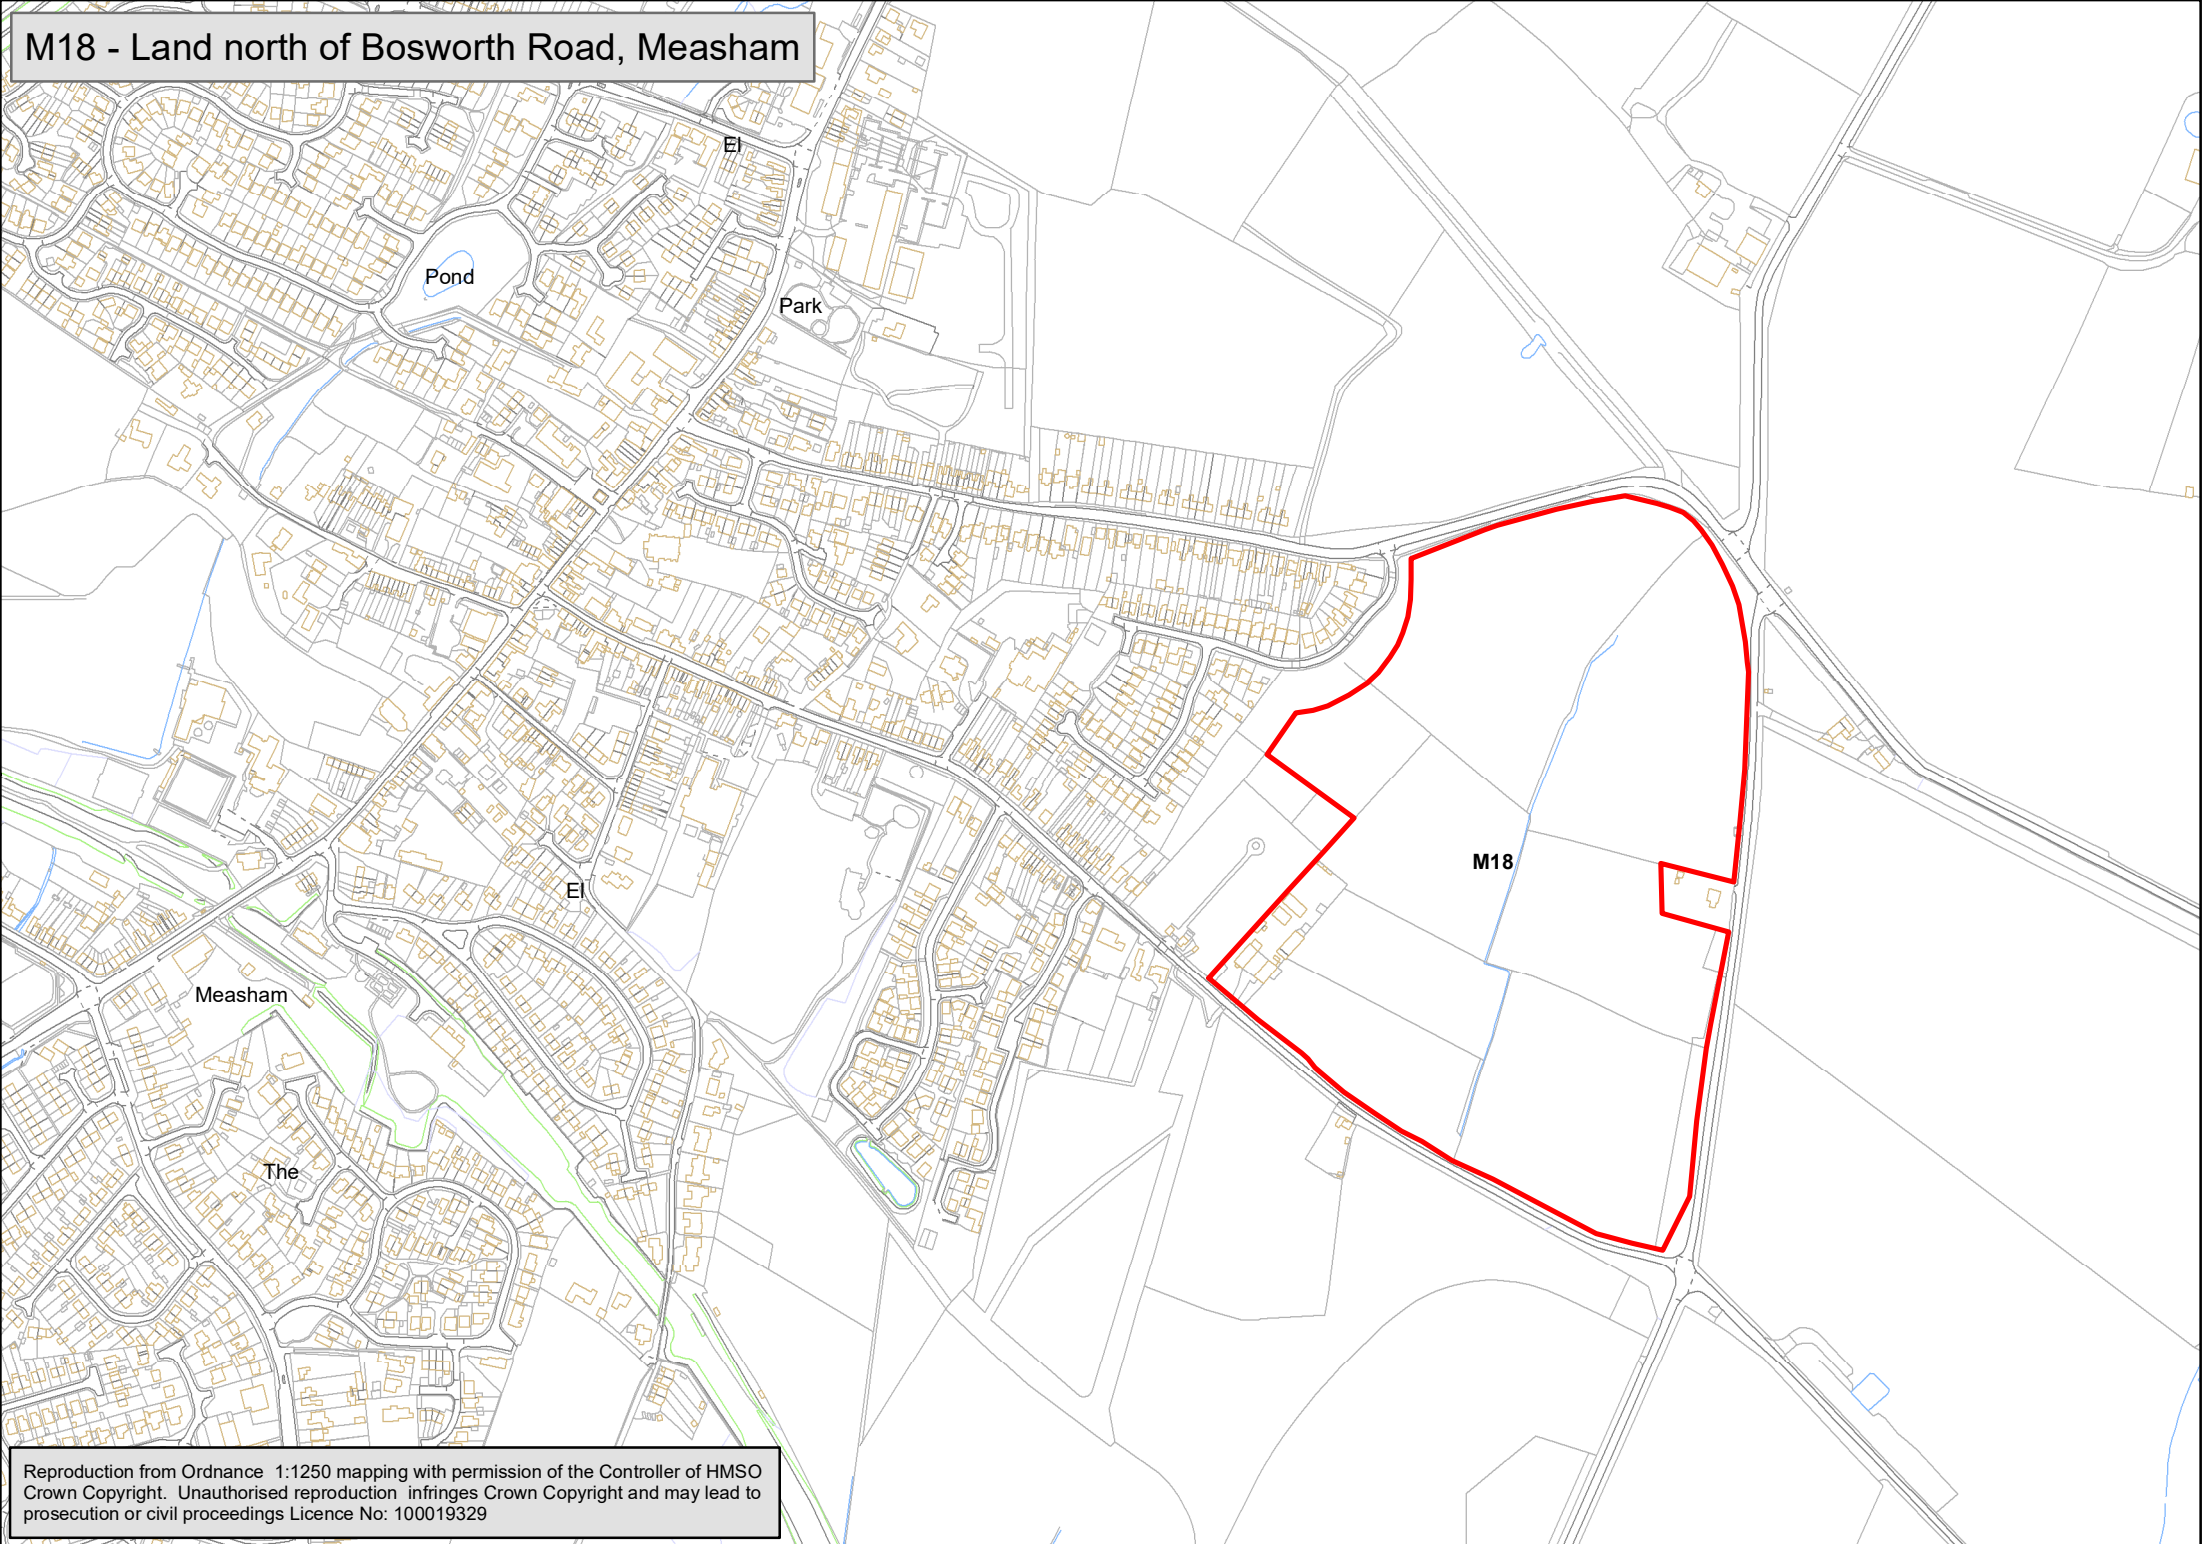 M18 - Land north of Bosworth Road, Measham
El
Pond
Park
M18
El
Measham
The
Reproduction from Ordnance  1:1250 mapping with permission of the Controller of HMSO
Crown Copyright.  Unauthorised reproduction  infringes Crown Copyright and may lead to
prosecution or civil proceedings Licence No: 100019329